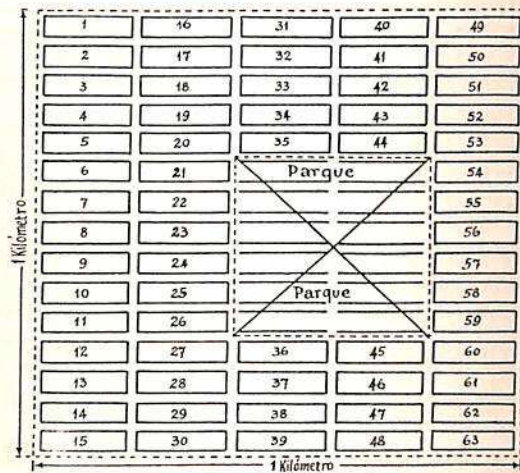 1 16 31 40 49
2 17 32 41 50
3 18 33 42 51
4 19 34 43 52
5 20 35 44 53
6 21 Parque 54
7 22 55
8 23 56
1 Kilómetro
9 24 57
10 25 Parque 58
11 26 59
12 27 36 45 60
13 28 37 46 61
14 29 38 47 62
15 30 39 48 63
1 Kilómetro